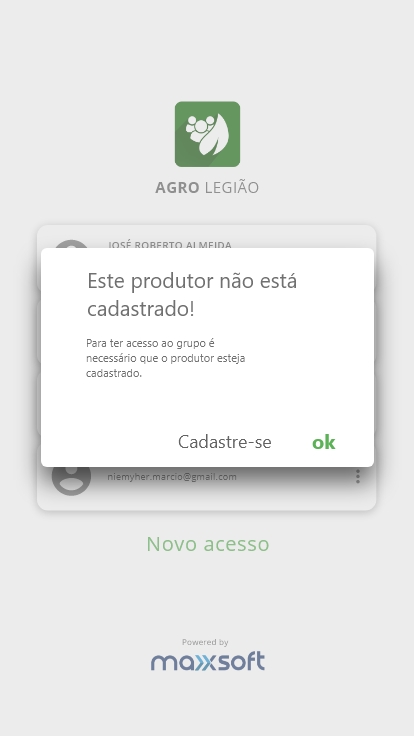 AGRO LEGIÃO
JOSÉ ROBERTO ALMEIDA
Este produtor não está
cadastrado!
Para ter acesso ao grupo é
necessário que o produtor esteja
cadastrado.
Cadastre-se ok
niemyher.marcio@gmail.com
Novo acesso
Powered by
maxxsoft